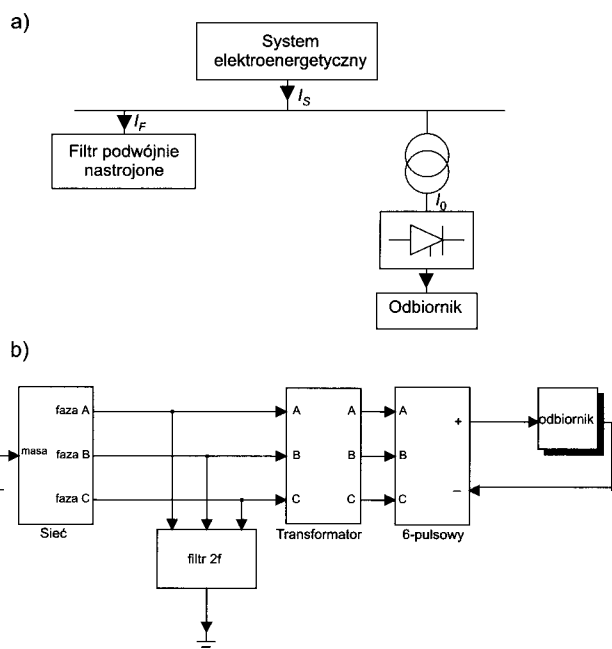 a)
System
elektroenergetyczny
I_S
I_F
Filtr podwójnie
nastrojone
I_0
Odbiornik
b)
masa
faza A
faza B
faza C
Sieć
filtr 2f
A
B
C
A
B
C
Transformator
A
B
C
+
−
6-pulsowy
odbiornik